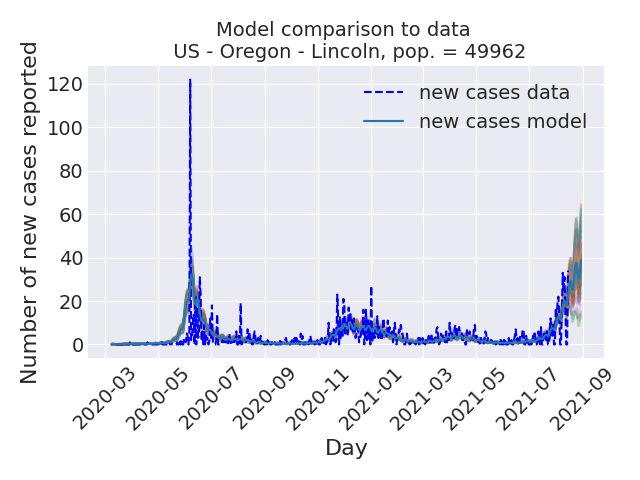 Model comparison to data
US - Oregon - Lincoln, pop. = 49962
Number of new cases reported
120
100
80
60
40
20
0
new cases data
new cases model
2020-03
2020-05
2020-07
2020-09
2020-11
2021-01
2021-03
2021-05
2021-07
2021-09
Day